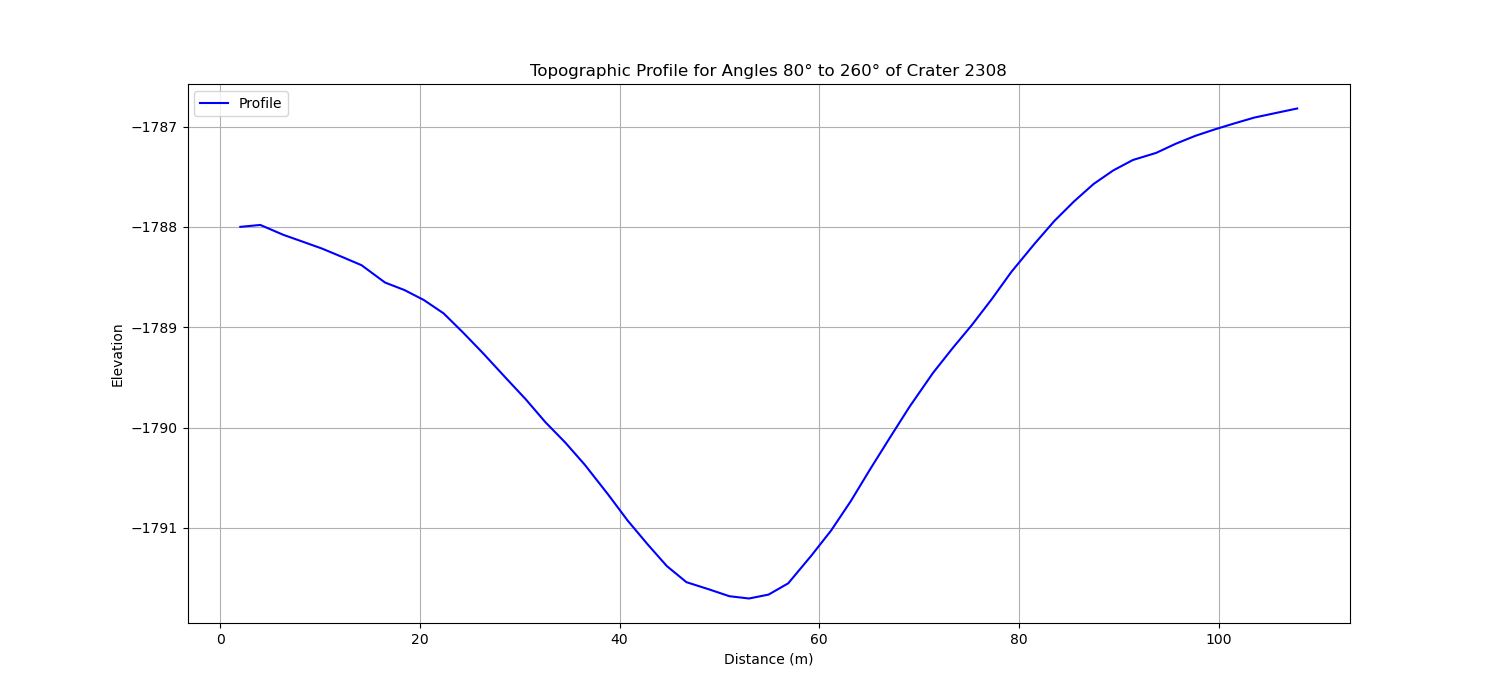 Topographic Profile for Angles 80° to 260° of Crater 2308
Profile
−1787
−1788
−1789
−1790
−1791
Elevation
0 20 40 60 80 100
Distance (m)